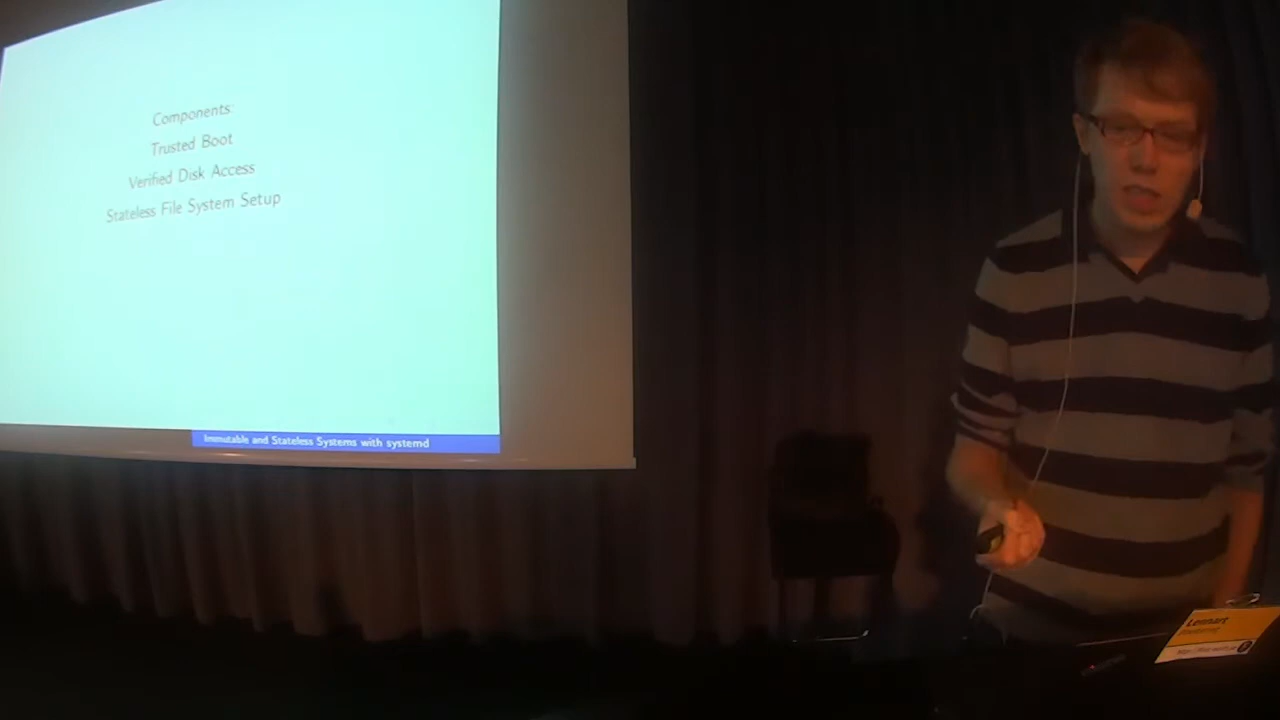 Components:
Trusted Boot
Verified Disk Access
Stateless File System Setup
Immutable and Stateless Systems with systemd
Lennart